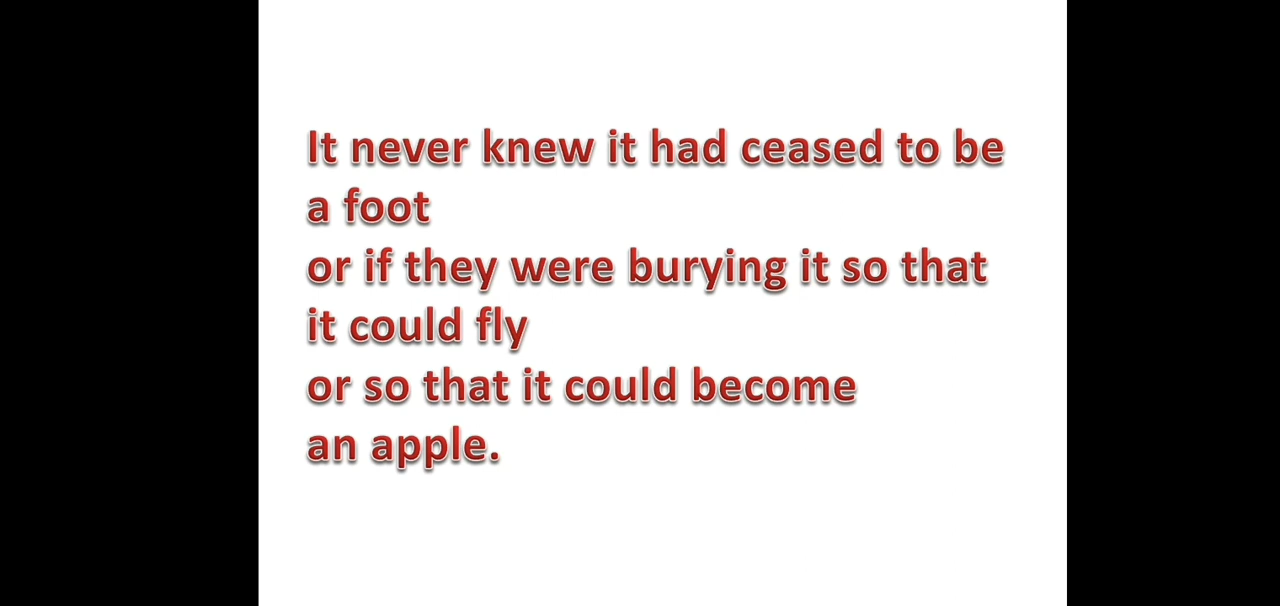 It never knew it had ceased to be
a foot
or if they were burying it so that
it could fly
or so that it could become
an apple.